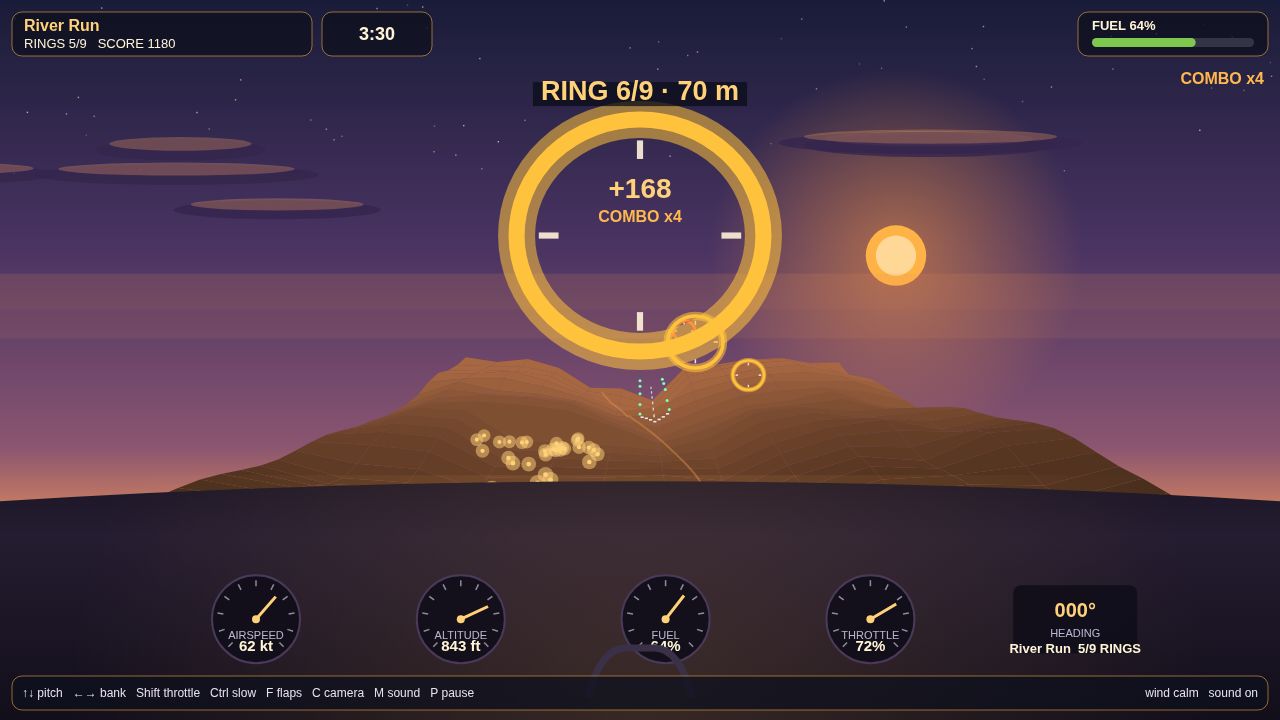 River Run
RINGS 5/9 SCORE 1180
3:30
FUEL 64%
COMBO x4
RING 6/9 · 70 m
+168
COMBO x4
AIRSPEED
62 kt
ALTITUDE
843 ft
FUEL
64%
THROTTLE
72%
000°
HEADING
River Run 5/9 RINGS
↑↓ pitch ←→ bank Shift throttle Ctrl slow F flaps C camera M sound P pause
wind calm sound on